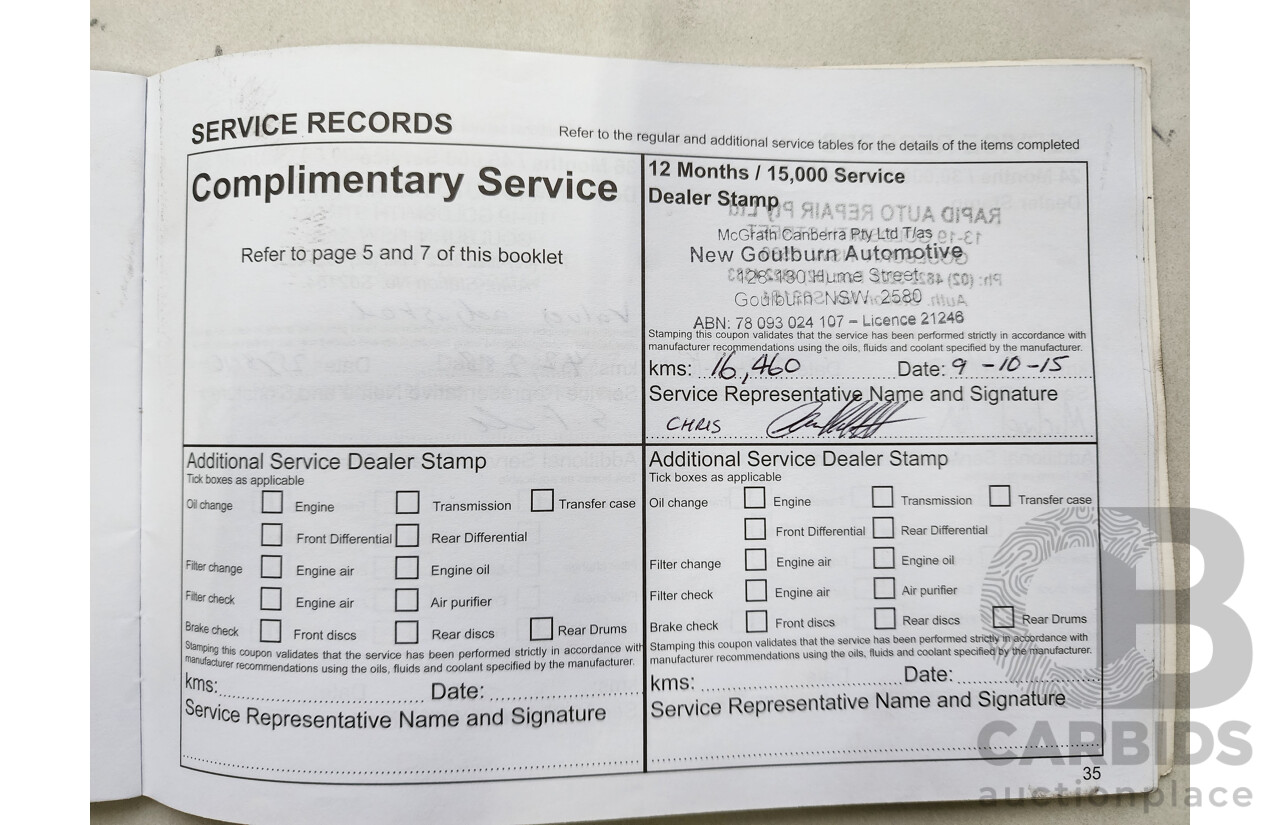 SERVICE RECORDS
Refer to the regular and additional service tables for the details of the items completed
Complimentary Service
Refer to page 5 and 7 of this booklet
12 Months / 15,000 Service
Dealer Stamp
McGrath Canberra Pty Ltd T/as
New Goulburn Automotive
Hume Street
Goulburn NSW. 2580
ABN: 78 093 024 107 – Licence 21246
Stamping this coupon validates that the service has been performed strictly in accordance with
manufacturer recommendations using the oils, fluids and coolant specified by the manufacturer.
kms: 16,460 Date: 9 -10-15
Service Representative Name and Signature
CHRIS
Additional Service Dealer Stamp
Tick boxes as applicable
Oil change Engine Transmission Transfer case
Front Differential Rear Differential
Filter change Engine air Engine oil
Filter check Engine air Air purifier
Brake check Front discs Rear discs Rear Drums
Stamping this coupon validates that the service has been performed strictly in accordance with
manufacturer recommendations using the oils, fluids and coolant specified by the manufacturer.
kms: Date:
Service Representative Name and Signature
Additional Service Dealer Stamp
Tick boxes as applicable
Oil change Engine Transmission Transfer case
Front Differential Rear Differential
Filter change Engine air Engine oil
Filter check Engine air Air purifier
Brake check Front discs Rear discs Rear Drums
Stamping this coupon validates that the service has been performed strictly in accordance with
manufacturer recommendations using the oils, fluids and coolant specified by the manufacturer.
kms: Date:
Service Representative Name and Signature
35
CB
CARBIDS
auctionplace